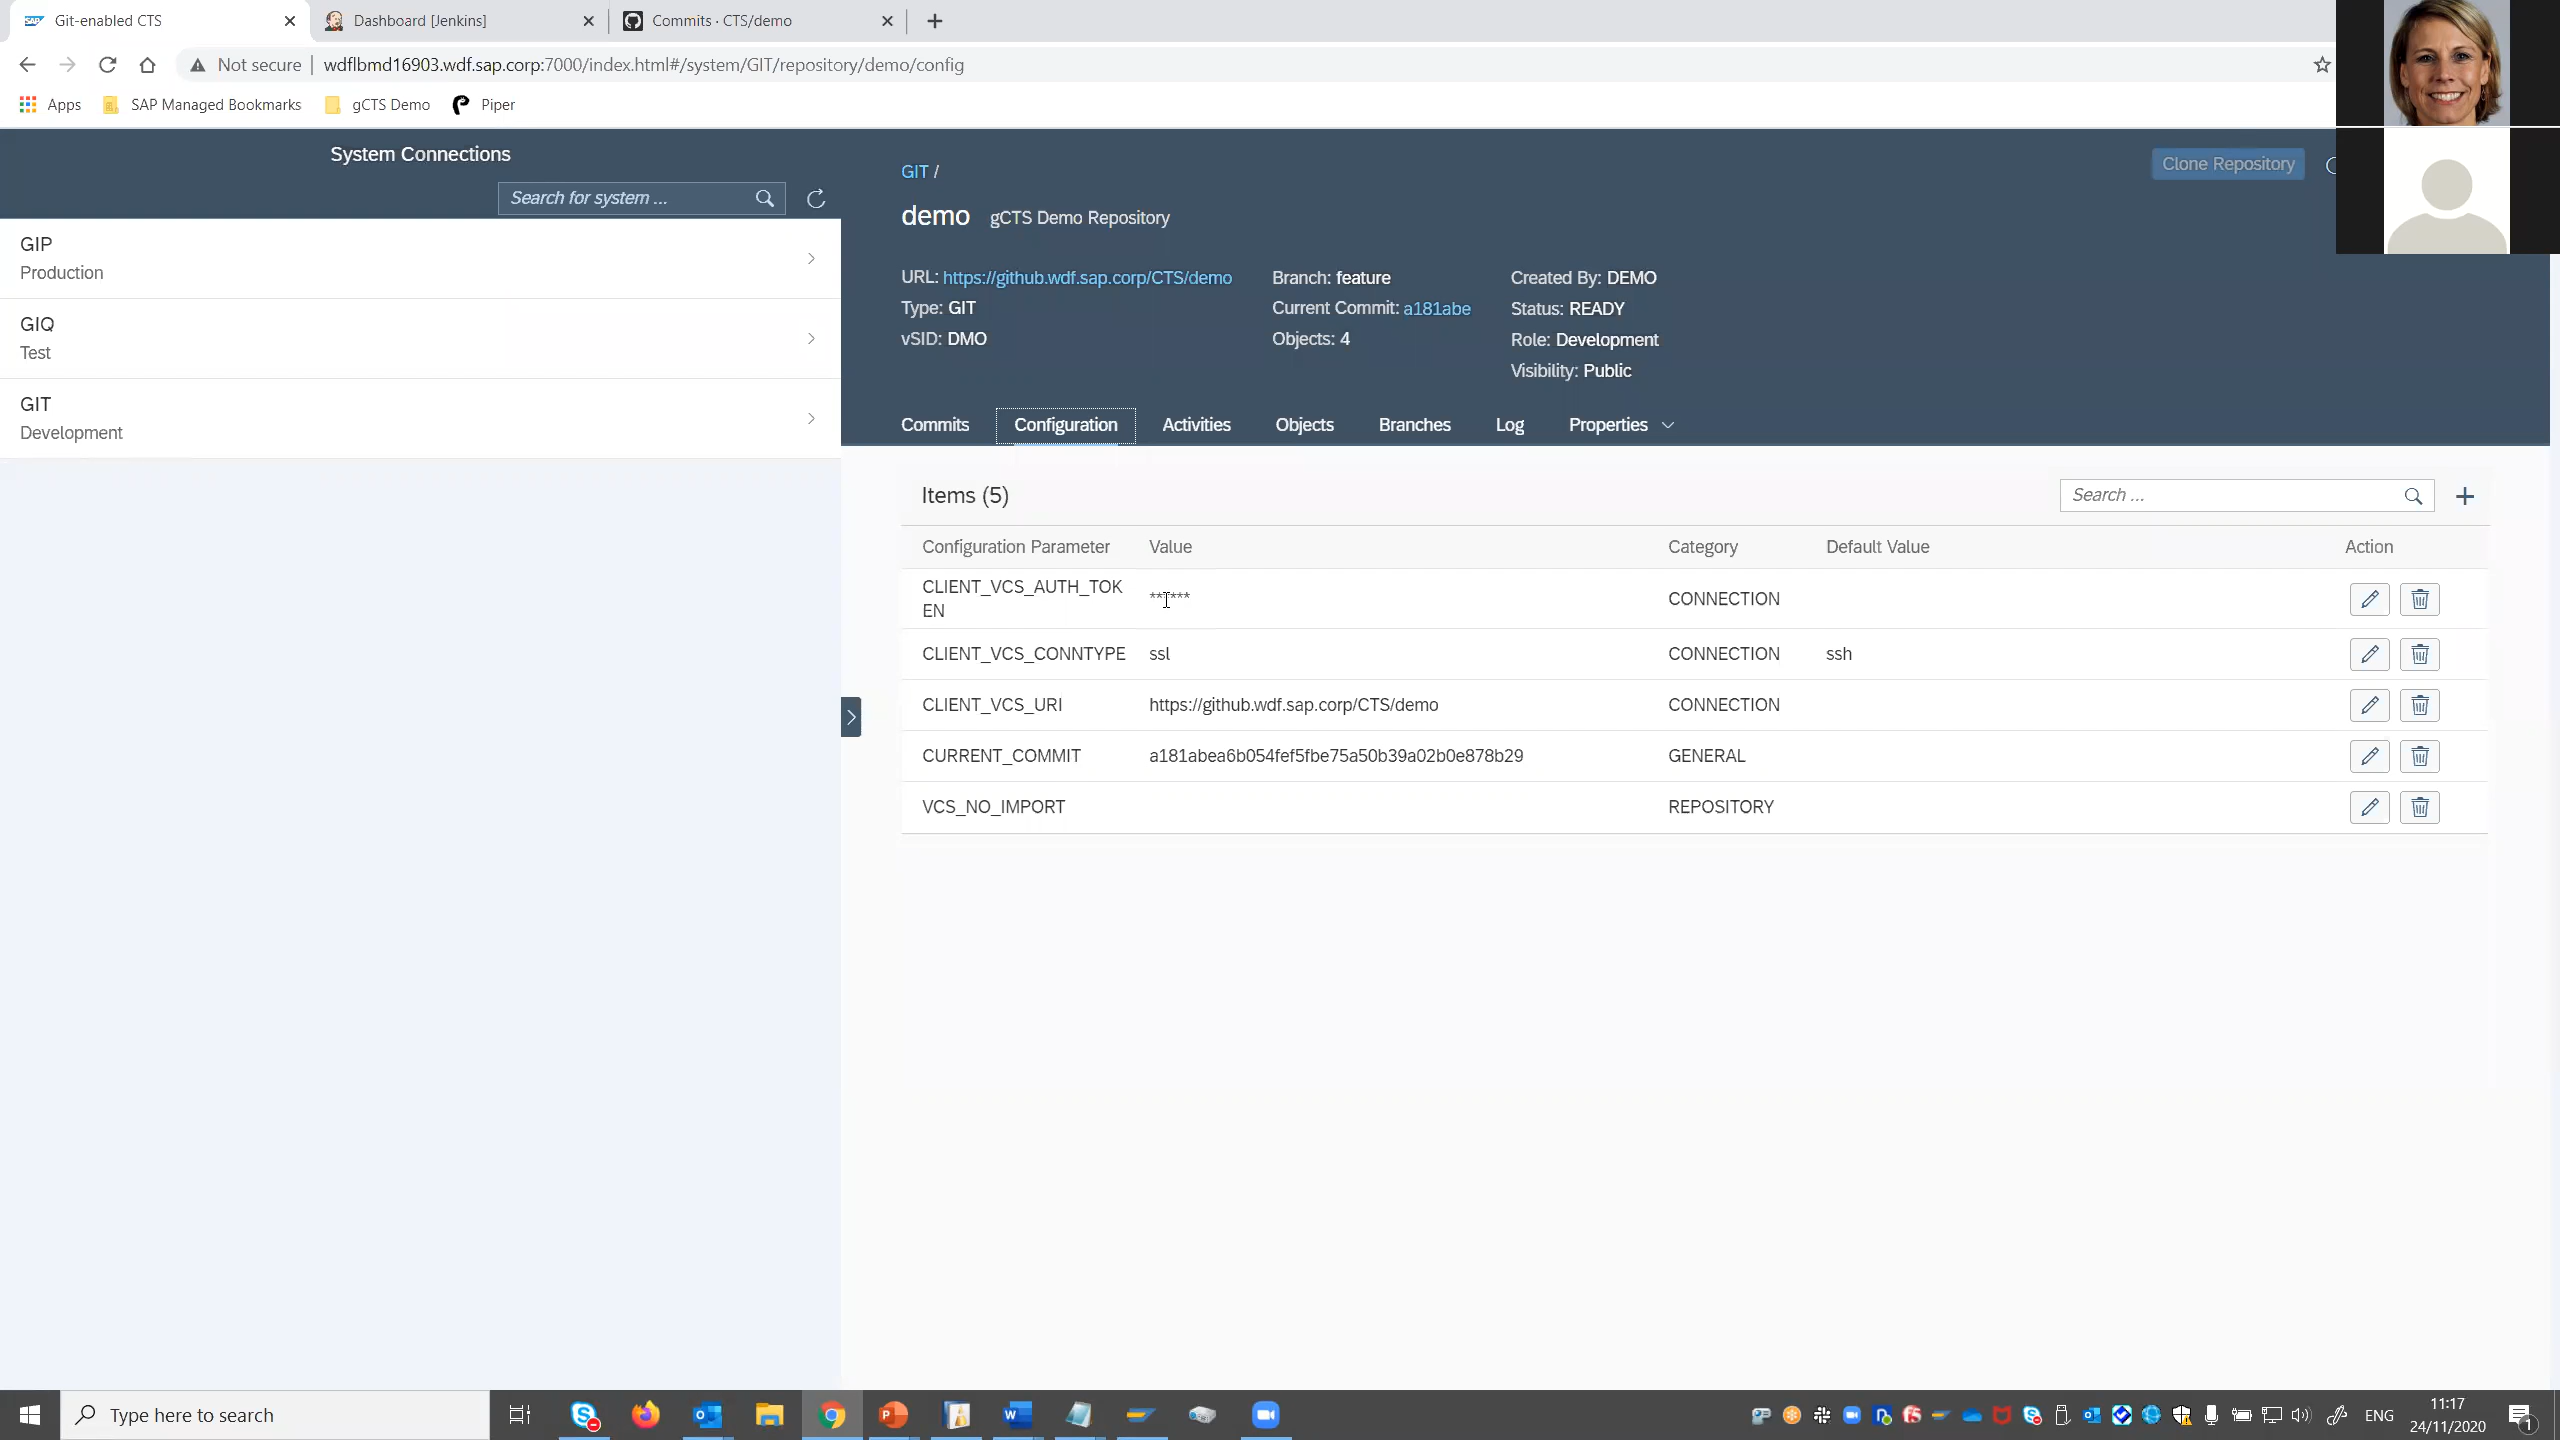 Git-enabled CTS
Dashboard [Jenkins]
Commits · CTS/demo
Not secure
wdflbmd16903.wdf.sap.corp:7000/index.html#/system/GIT/repository/demo/config
Apps
SAP Managed Bookmarks
gCTS Demo
Piper
System Connections
Search for system ...
GIP
Production
GIQ
Test
GIT
Development
GIT /
Clone Repository
demo gCTS Demo Repository
URL: https://github.wdf.sap.corp/CTS/demo
Type: GIT
vSID: DMO
Branch: feature
Current Commit: a181abe
Objects: 4
Created By: DEMO
Status: READY
Role: Development
Visibility: Public
Commits Configuration Activities Objects Branches Log Properties
Items (5)
Search ...
Configuration Parameter Value Category Default Value Action
CLIENT_VCS_AUTH_TOK
EN
****** CONNECTION
CLIENT_VCS_CONNTYPE ssl CONNECTION ssh
CLIENT_VCS_URI https://github.wdf.sap.corp/CTS/demo CONNECTION
CURRENT_COMMIT a181abea6b054fef5fbe75a50b39a02b0e878b29 GENERAL
VCS_NO_IMPORT REPOSITORY
Type here to search
ENG
11:17
24/11/2020
1